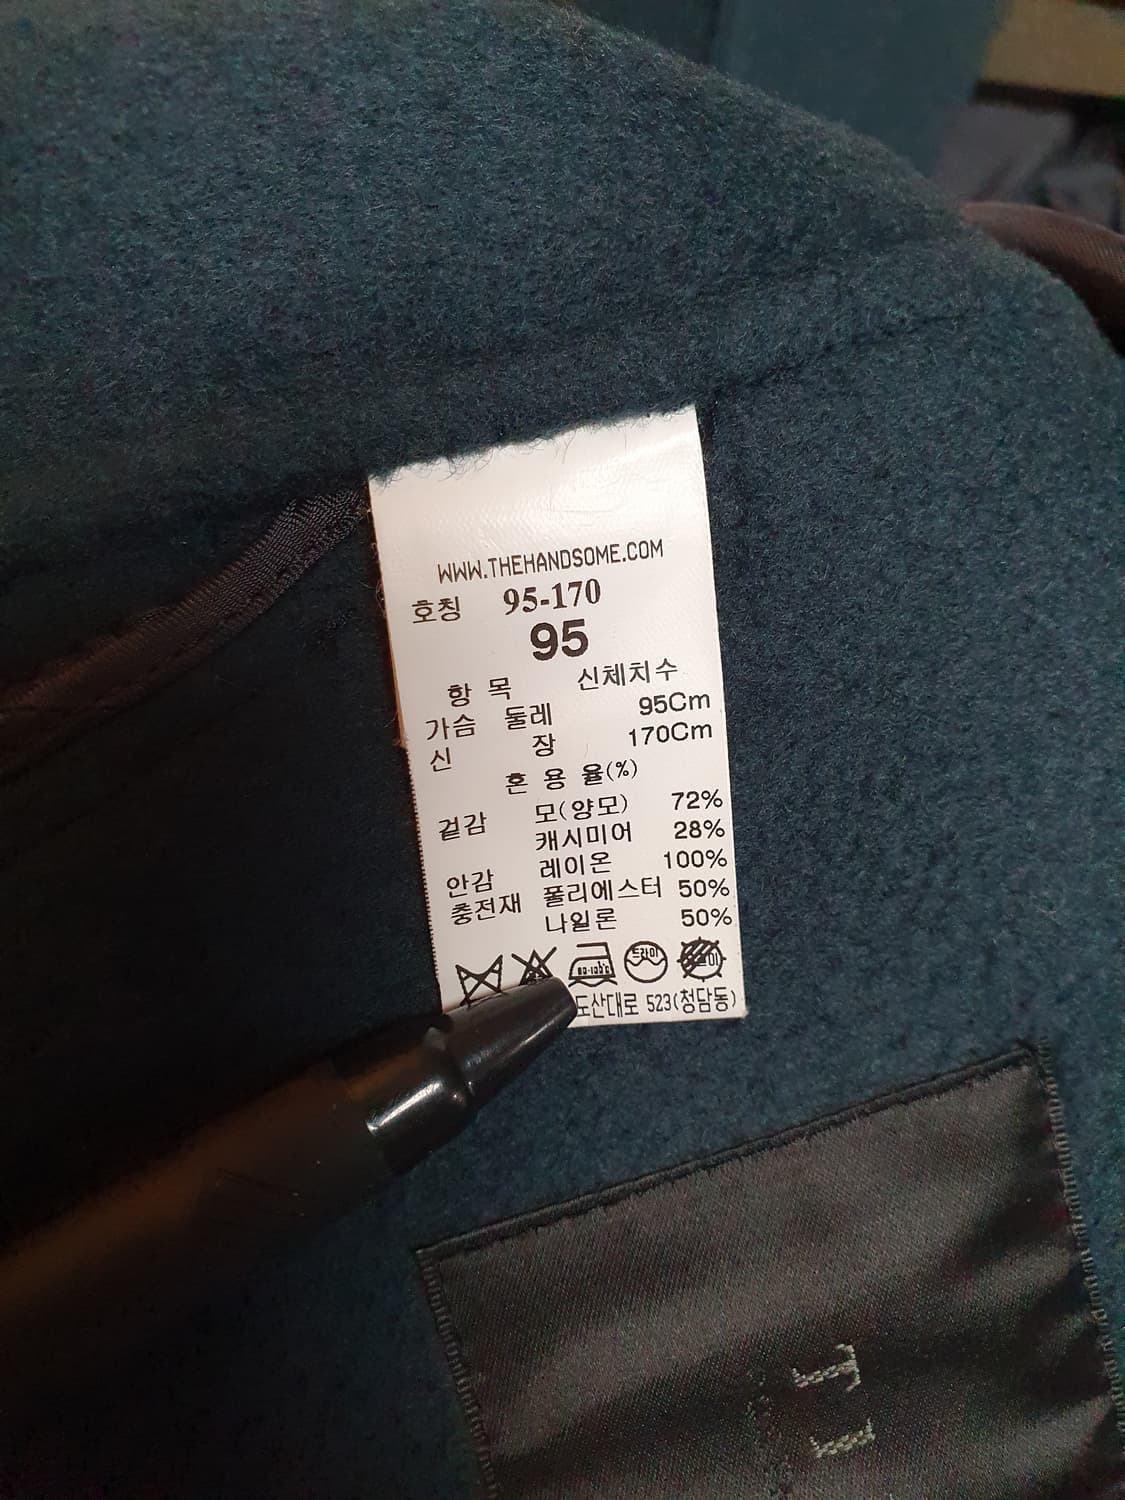 WWW.THEHANDSOME.COM
호칭 95-170
95
항 목 신체치수
가슴 둘레 95Cm
신 장 170Cm
혼 용 율(%)
겉감 모(양모) 72%
캐시미어 28%
안감 레이온 100%
충전재 폴리에스터 50%
나일론 50%
드라이
도산대로 523(청담동)